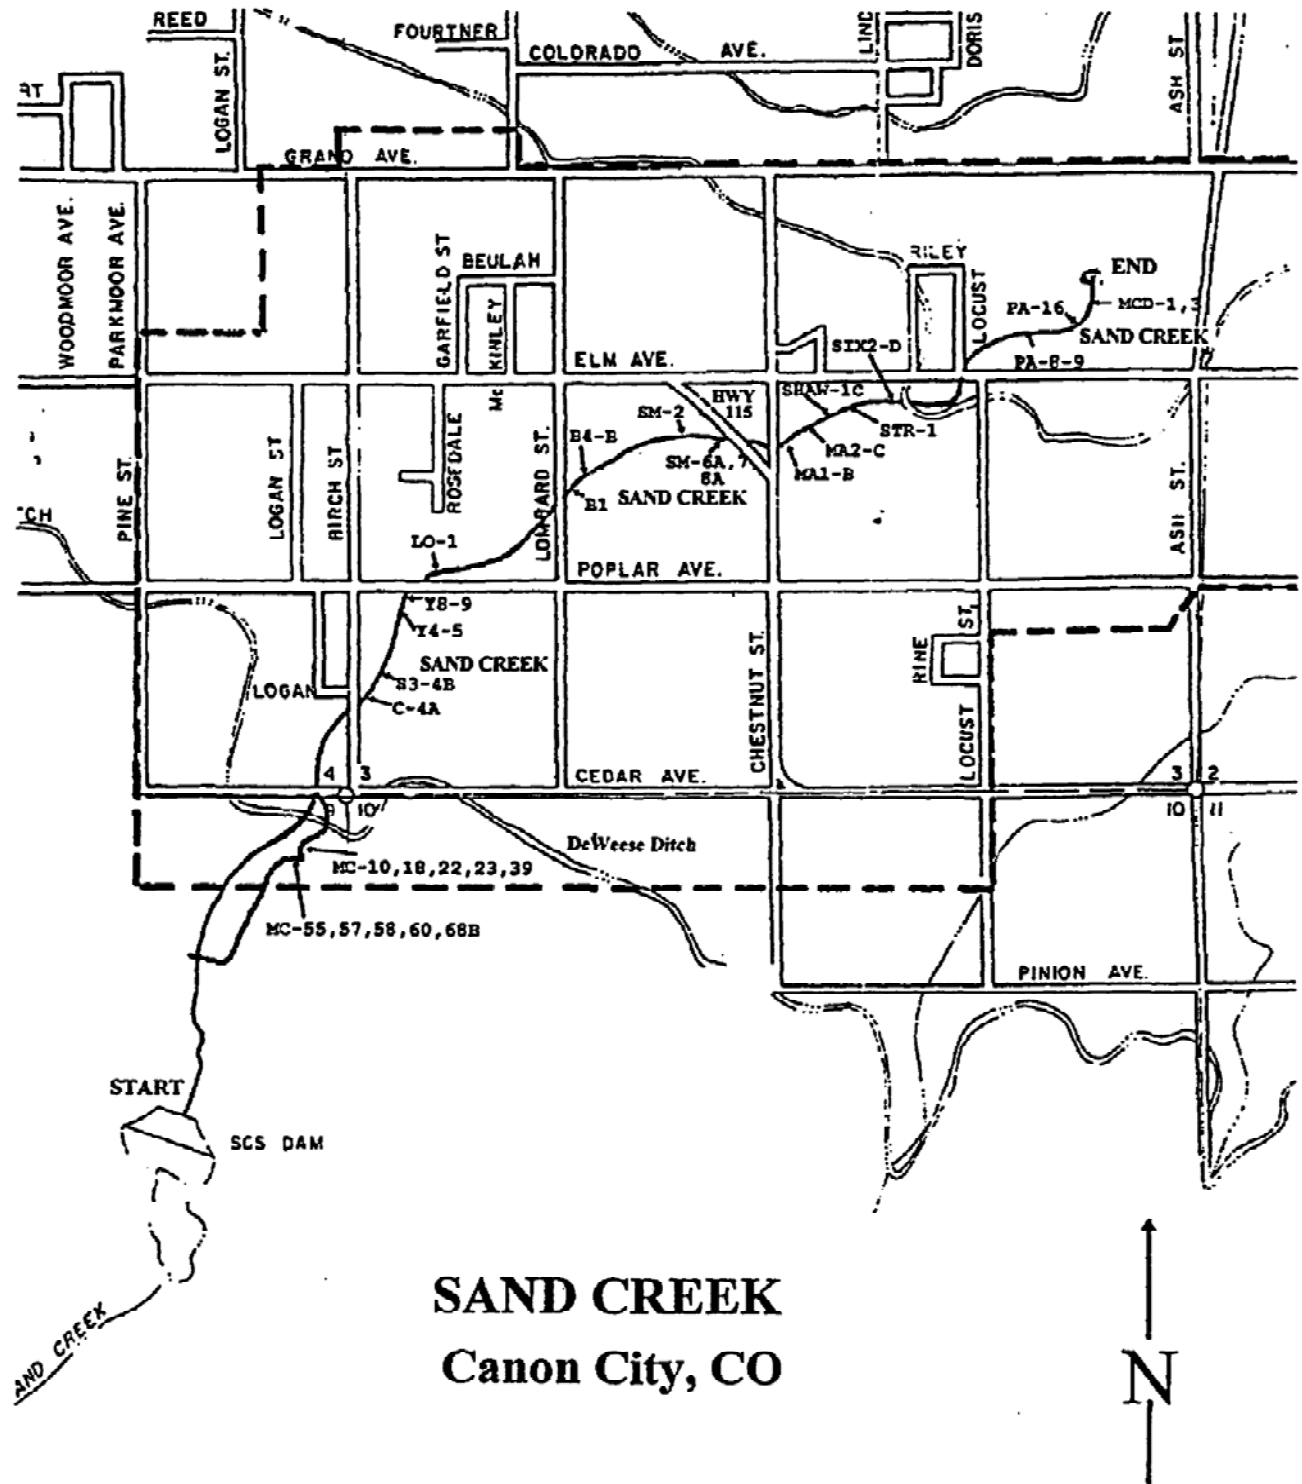 REED
FOURTNER
COLORADO AVE.
LIND
DORIS
LOGAN ST.
ASH ST.
RT
GRAND AVE.
WOODMOOR AVE.
PARKMOOR AVE.
GARFIELD ST
BEULAH
McKINLEY
RILEY
LOCUST
END
PA-16
MCD-1,3
SAND CREEK
PA-8-9
ELM AVE.
SIX2-D
HWY
115
SHAW-1C
STR-1
SM-2
MA2-C
MA1-B
B4-B
SM-6A,7
8A
SAND CREEK
B1
PINE ST.
LOGAN ST
BIRCH ST
ROSEDALE
LOMBARD ST.
ASH ST.
TCH
LO-1
POPLAR AVE.
Y8-9
Y4-5
SAND CREEK
S3-4B
C-4A
LOGAN
CHESTNUT ST.
RINE
ST.
LOCUST
4 3
9 10
CEDAR AVE.
3 2
10 11
DeWeese Ditch
MC-10,18,22,23,39
MC-55,57,58,60,68B
PINION AVE.
START
SCS DAM
AND CREEK
SAND CREEK
Canon City, CO
N